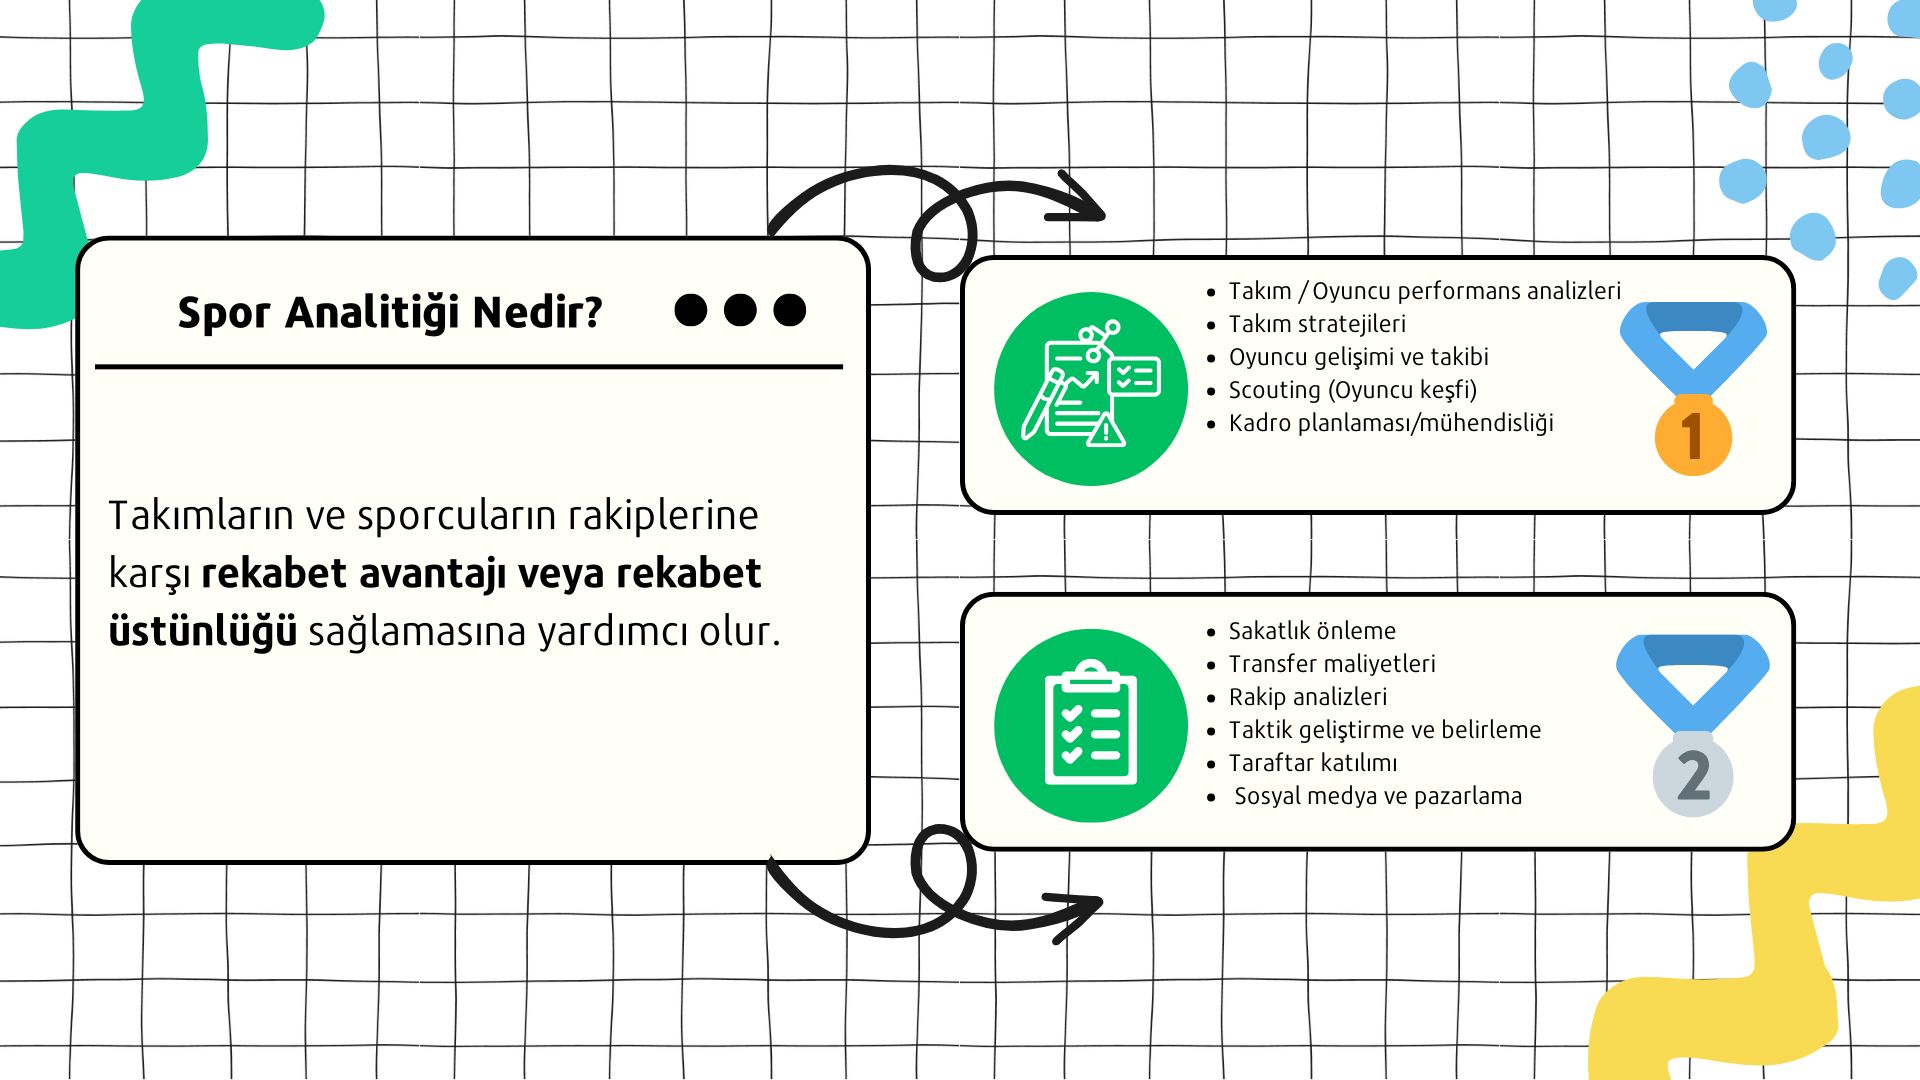 Spor Analitiği Nedir?
Takımların ve sporcuların rakiplerine
karşı rekabet avantajı veya rekabet
üstünlüğü sağlamasına yardımcı olur.
• Takım / Oyuncu performans analizleri
• Takım stratejileri
• Oyuncu gelişimi ve takibi
• Scouting (Oyuncu keşfi)
• Kadro planlaması/mühendisliği
1
• Sakatlık önleme
• Transfer maliyetleri
• Rakip analizleri
• Taktik geliştirme ve belirleme
• Taraftar katılımı
• Sosyal medya ve pazarlama
2